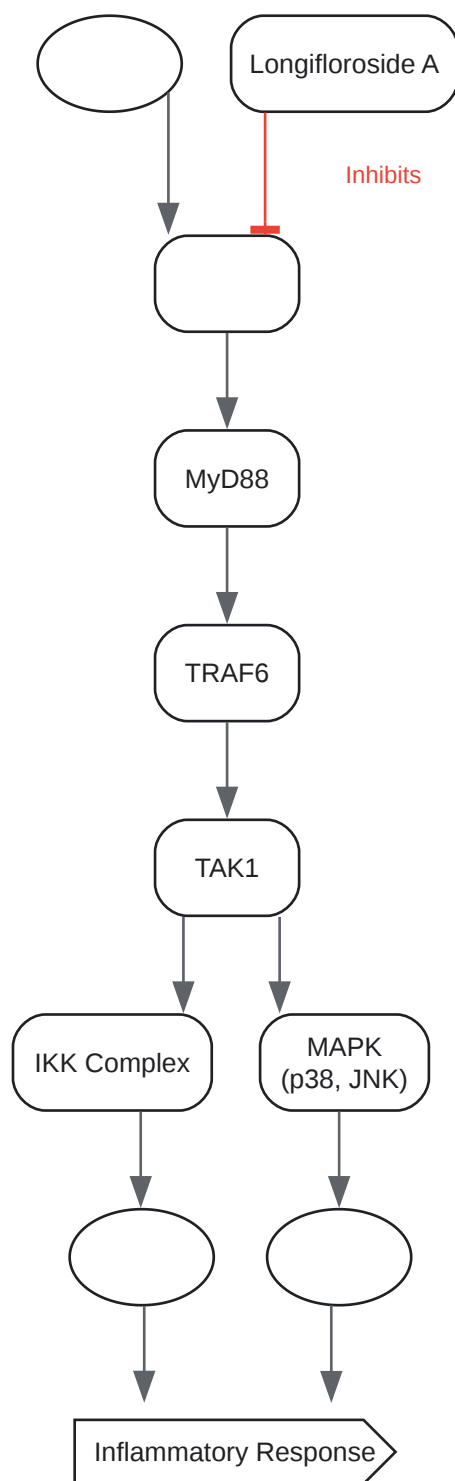 Longifloroside A
Inhibits
MyD88
TRAF6
TAK1
IKK Complex
MAPK
(p38, JNK)
Inflammatory Response